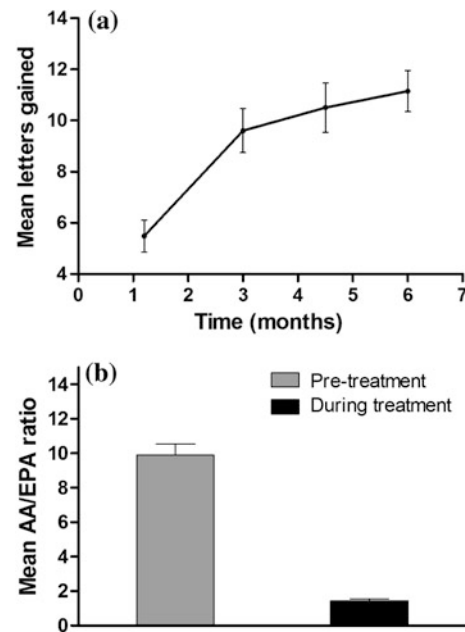 (a)
Mean letters gained
14
12
10
8
6
4
0 1 2 3 4 5 6 7
Time (months)
(b)
Mean AA/EPA ratio
14
12
10
8
6
4
2
0
Pre-treatment
During treatment